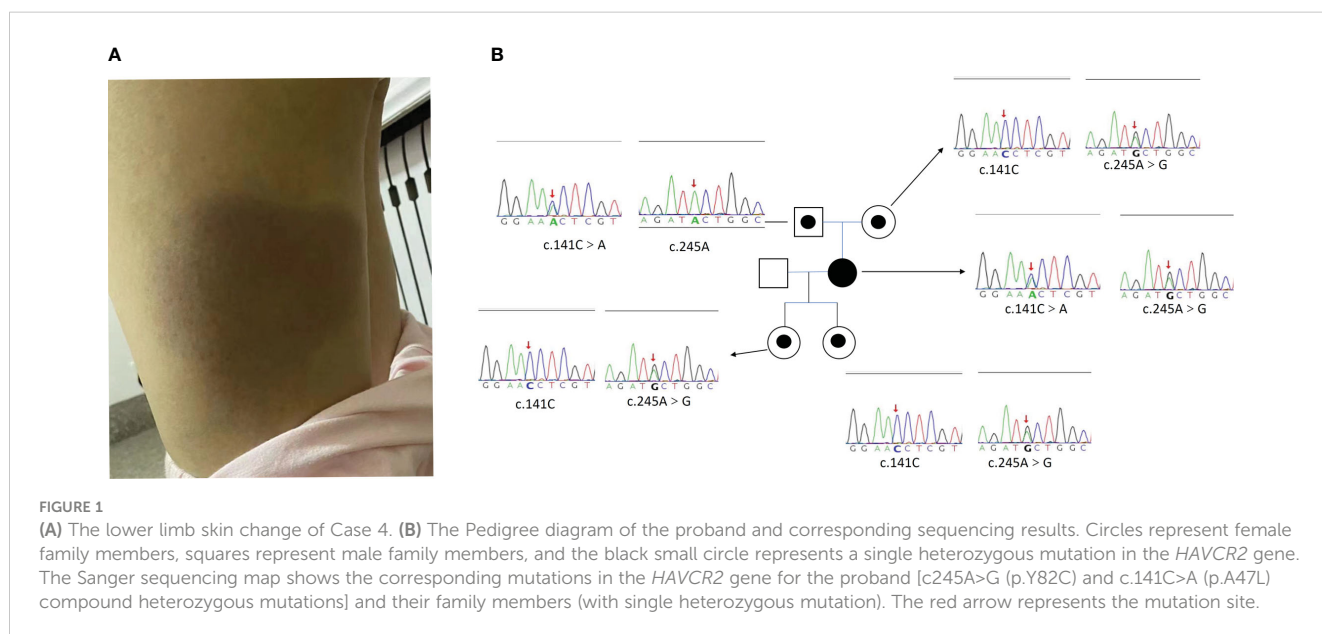 A
B
G G A A A C T C G T
c.141C > A
A G A T A C T G G C
c.245A
G G A A C C T C G T
c.141C
A G A T G C T G G C
c.245A > G
G G A A A C T C G T
c.141C > A
A G A T G C T G G C
c.245A > G
G G A A C C T C G T
c.141C
A G A T G C T G G C
c.245A > G
G G A A C C T C G T
c.141C
A G A T G C T G G C
c.245A > G
FIGURE 1
(A) The lower limb skin change of Case 4. (B) The Pedigree diagram of the proband and corresponding sequencing results. Circles represent female
family members, squares represent male family members, and the black small circle represents a single heterozygous mutation in the HAVCR2 gene.
The Sanger sequencing map shows the corresponding mutations in the HAVCR2 gene for the proband [c245A>G (p.Y82C) and c.141C>A (p.A47L)
compound heterozygous mutations] and their family members (with single heterozygous mutation). The red arrow represents the mutation site.